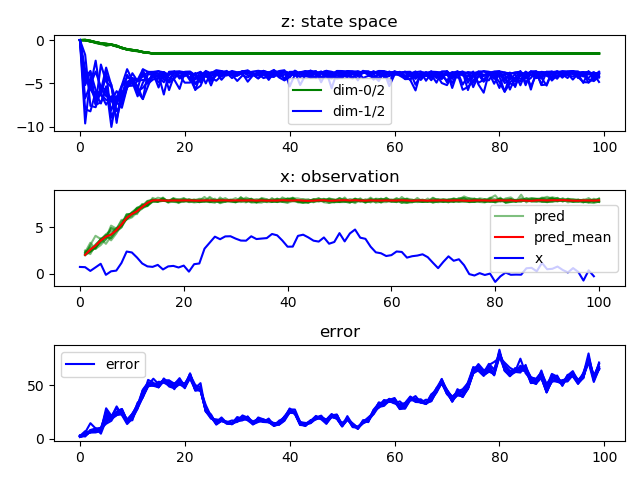 z: state space
0
−5
−10
dim-0/2
dim-1/2
0 20 40 60 80 100
x: observation
5
0
pred
pred_mean
x
0 20 40 60 80 100
error
50
0
error
0 20 40 60 80 100